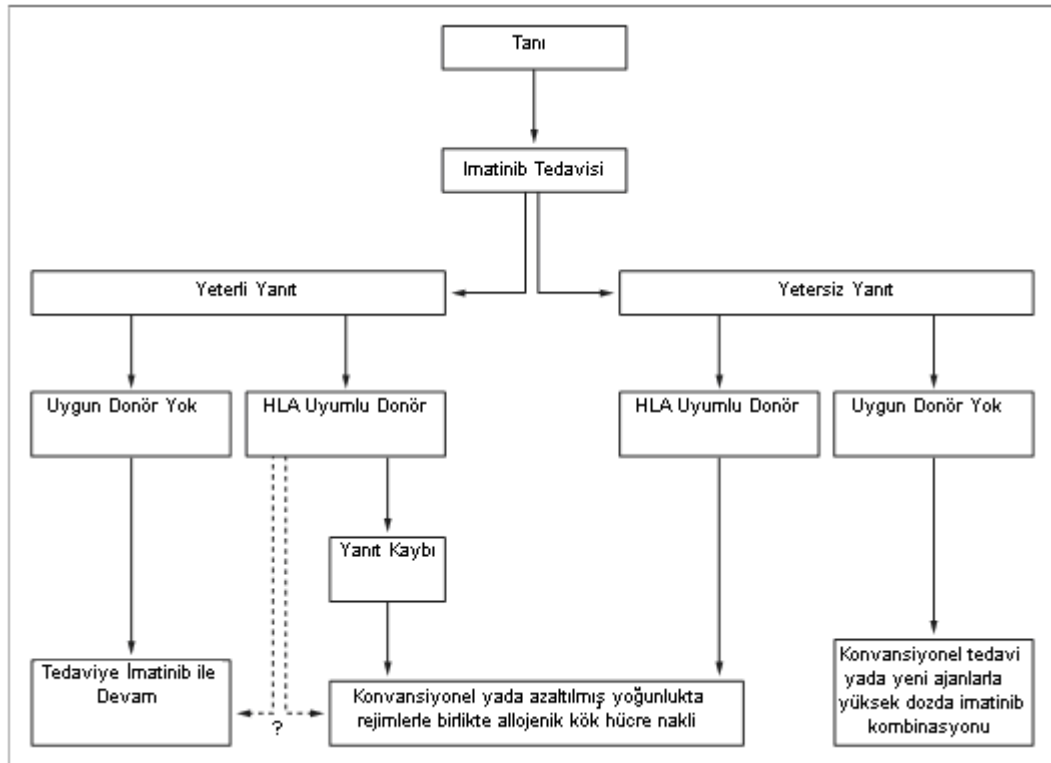 Tanı
Imatinib Tedavisi
Yeterli Yanıt
Yetersiz Yanıt
Uygun Donör Yok
HLA Uyumlu Donör
HLA Uyumlu Donör
Uygun Donör Yok
Yanıt Kaybı
Tedaviye İmatinib ile
Devam
?
Konvansiyonel yada azaltılmış yoğunlukta
rejimlerle birlikte allojenik kök hücre nakli
Konvansiyonel tedavi
yada yeni ajanlarla
yüksek dozda imatinib
kombinasyonu